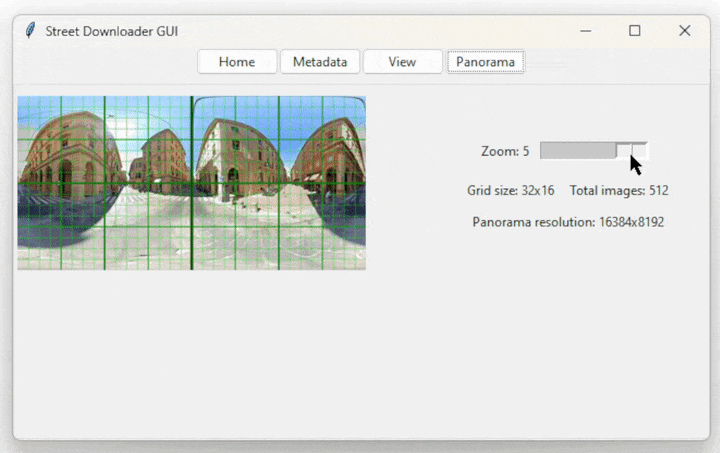 Street Downloader GUI
Home Metadata View Panorama
Zoom: 5
Grid size: 32x16 Total images: 512
Panorama resolution: 16384x8192